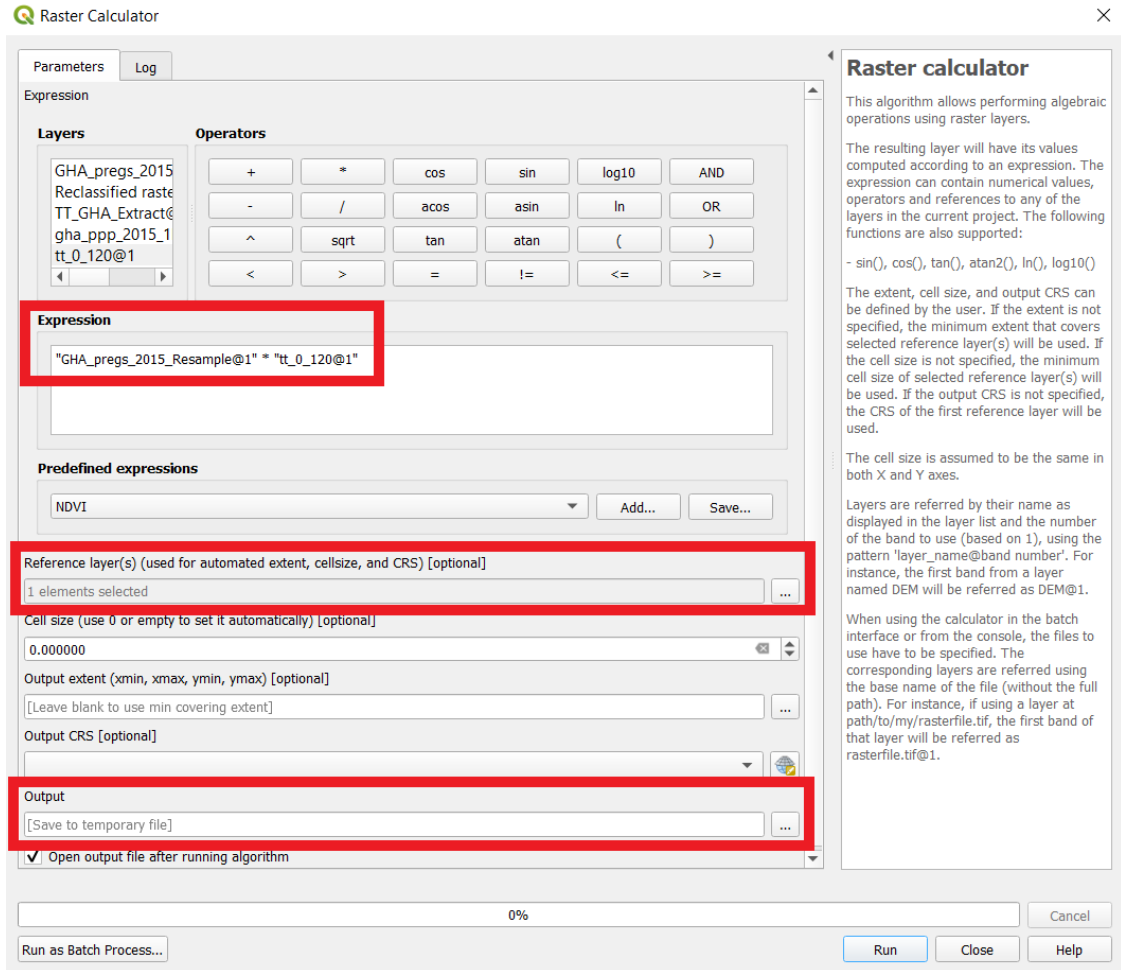 Raster Calculator
Parameters
Log
Expression
Layers
Operators
GHA_pregs_2015
Reclassified raste
TT_GHA_Extract@
gha_ppp_2015_1
tt_0_120@1
+ * cos sin log10 AND
- / acos asin ln OR
^ sqrt tan atan ( )
< > = != <= >=
Expression
"GHA_pregs_2015_Resample@1" * "tt_0_120@1"
Predefined expressions
NDVI
Add...
Save...
Reference layer(s) (used for automated extent, cellsize, and CRS) [optional]
1 elements selected
...
Cell size (use 0 or empty to set it automatically) [optional]
0.000000
Output extent (xmin, xmax, ymin, ymax) [optional]
[Leave blank to use min covering extent]
...
Output CRS [optional]
Output
[Save to temporary file]
...
Open output file after running algorithm
Raster calculator
This algorithm allows performing algebraic
operations using raster layers.
The resulting layer will have its values
computed according to an expression. The
expression can contain numerical values,
operators and references to any of the
layers in the current project. The following
functions are also supported:
- sin(), cos(), tan(), atan2(), ln(), log10()
The extent, cell size, and output CRS can
be defined by the user. If the extent is not
specified, the minimum extent that covers
selected reference layer(s) will be used. If
the cell size is not specified, the minimum
cell size of selected reference layer(s) will
be used. If the output CRS is not specified,
the CRS of the first reference layer will be
used.
The cell size is assumed to be the same in
both X and Y axes.
Layers are referred by their name as
displayed in the layer list and the number
of the band to use (based on 1), using the
pattern 'layer_name@band number'. For
instance, the first band from a layer
named DEM will be referred as DEM@1.
When using the calculator in the batch
interface or from the console, the files to
use have to be specified. The
corresponding layers are referred using
the base name of the file (without the full
path). For instance, if using a layer at
path/to/my/rasterfile.tif, the first band of
that layer will be referred as
rasterfile.tif@1.
0%
Cancel
Run as Batch Process...
Run
Close
Help